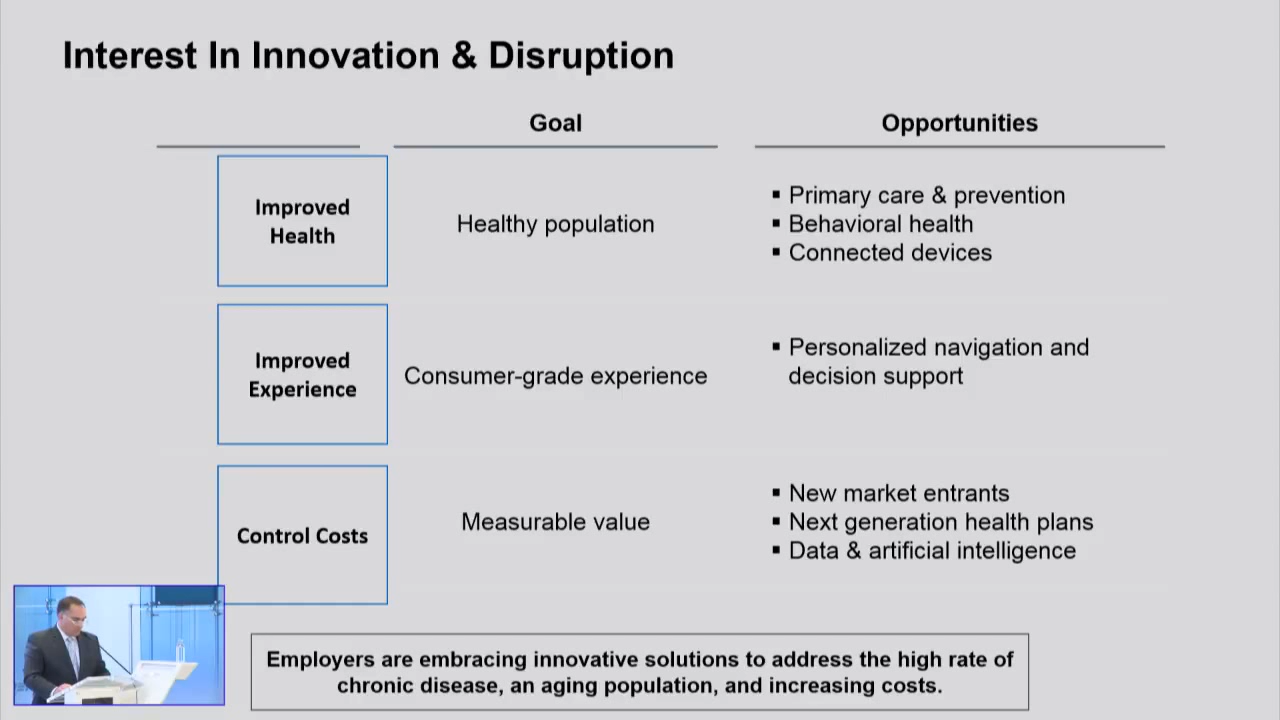 Interest In Innovation & Disruption
Goal
Opportunities
Improved
Health
Healthy population
▪ Primary care & prevention
▪ Behavioral health
▪ Connected devices
Improved
Experience
Consumer-grade experience
▪ Personalized navigation and
decision support
Control Costs
Measurable value
▪ New market entrants
▪ Next generation health plans
▪ Data & artificial intelligence
Employers are embracing innovative solutions to address the high rate of
chronic disease, an aging population, and increasing costs.